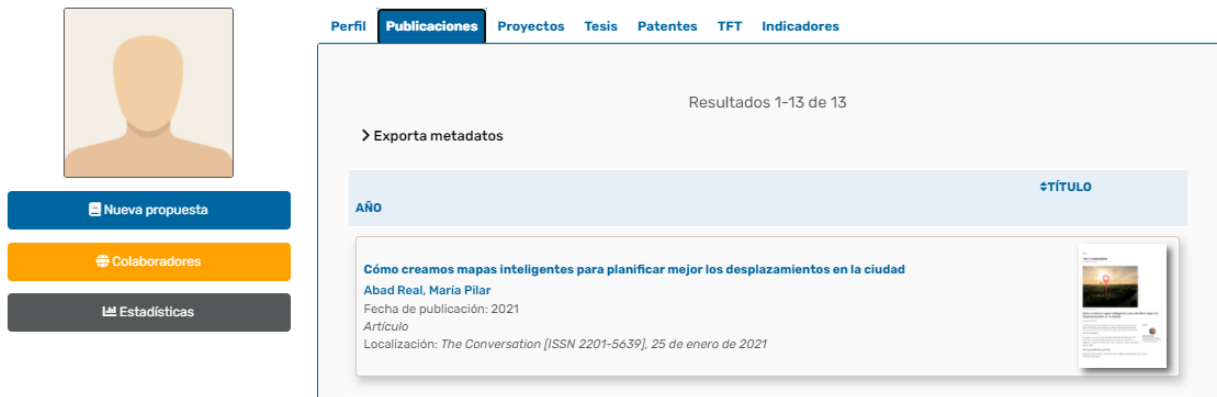 Perfil Publicaciones Proyectos Tesis Patentes TFT Indicadores
Resultados 1-13 de 13
Exporta metadatos
TÍTULO
AÑO
Nueva propuesta
Colaboradores
Estadísticas
Cómo creamos mapas inteligentes para planificar mejor los desplazamientos en la ciudad
Abad Real, María Pilar
Fecha de publicación: 2021
Artículo
Localización: The Conversation [ISSN 2201-5639], 25 de enero de 2021